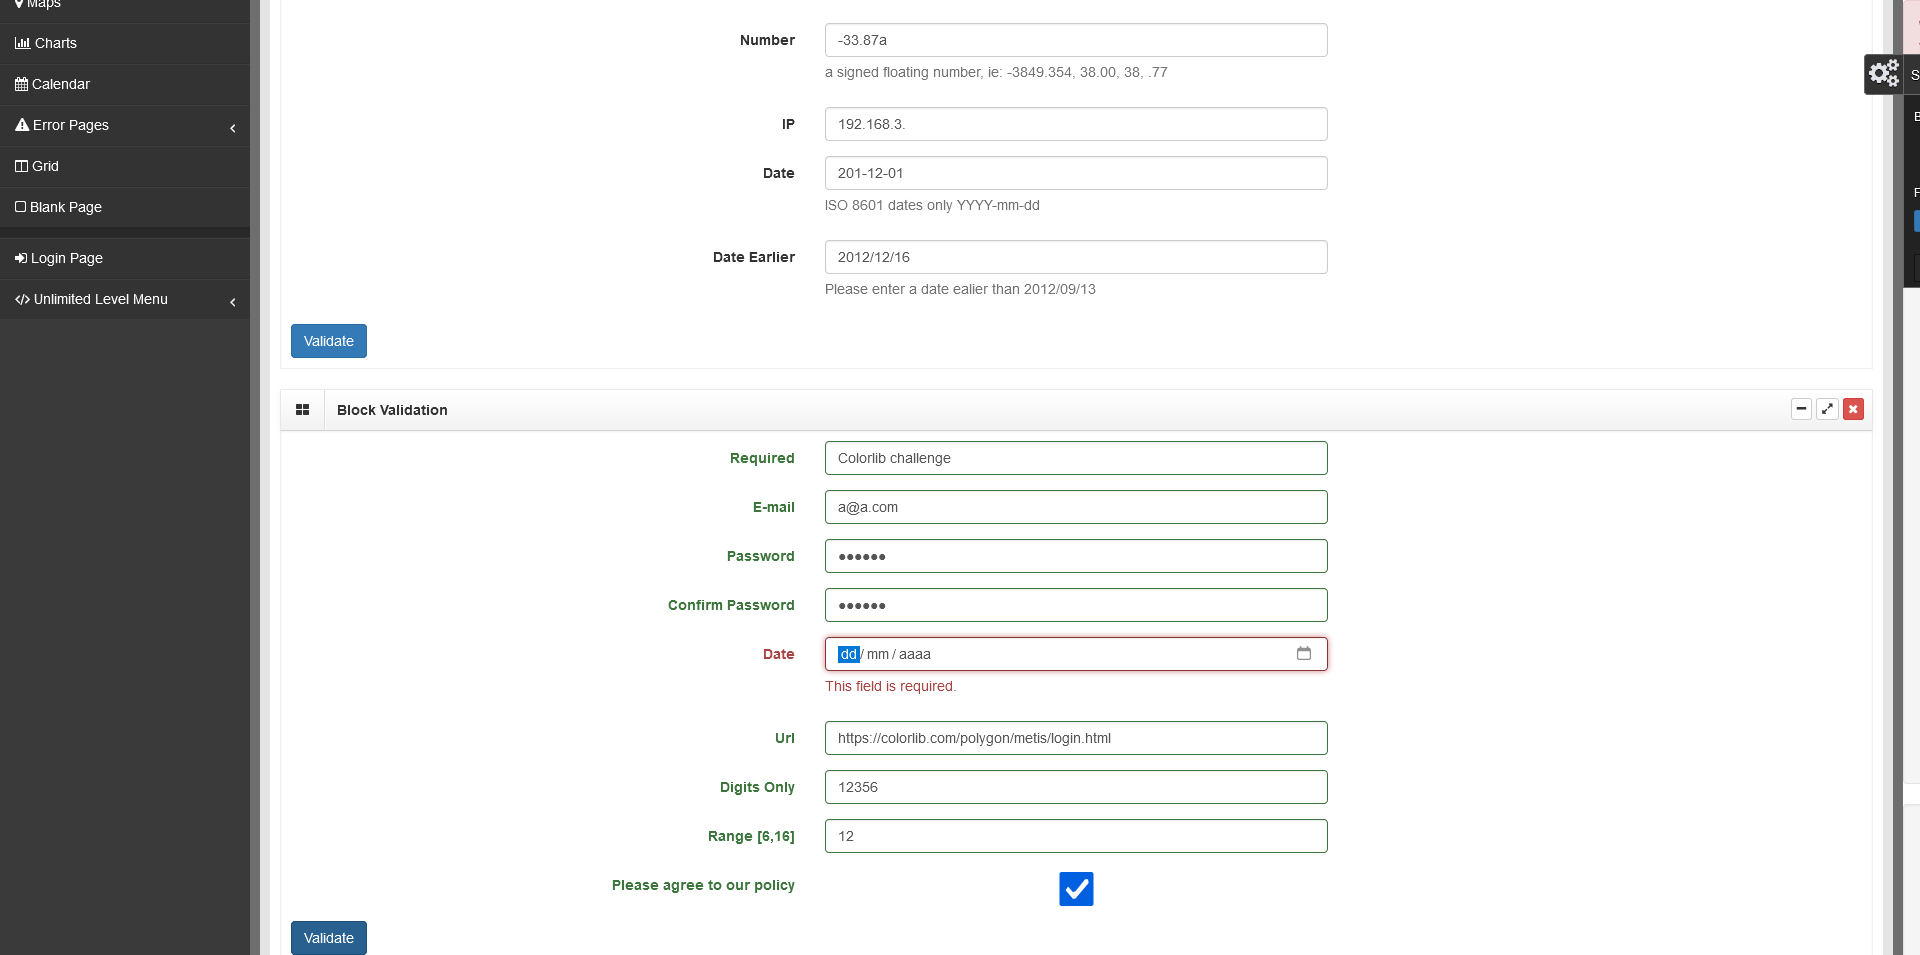 Maps
Charts
Calendar
Error Pages
Grid
Blank Page
Login Page
Unlimited Level Menu
Number
-33.87a
a signed floating number, ie: -3849.354, 38.00, 38, .77
IP
192.168.3.
Date
201-12-01
ISO 8601 dates only YYYY-mm-dd
Date Earlier
2012/12/16
Please enter a date ealier than 2012/09/13
Validate
Block Validation
Required
Colorlib challenge
E-mail
a@a.com
Password
●●●●●●
Confirm Password
●●●●●●
Date
dd/mm/aaaa
This field is required.
Url
https://colorlib.com/polygon/metis/login.html
Digits Only
12356
Range [6,16]
12
Please agree to our policy
Validate